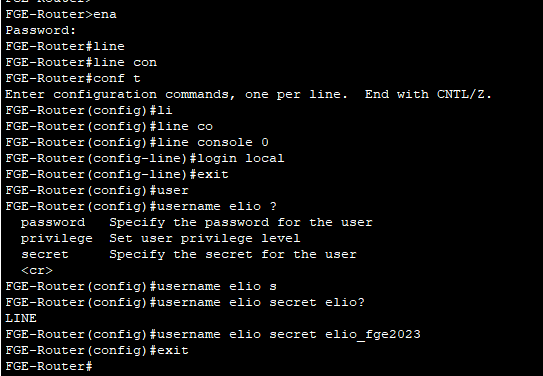 FGE-Router>ena
Password:
FGE-Router#line
FGE-Router#line con
FGE-Router#conf t
Enter configuration commands, one per line.  End with CNTL/Z.
FGE-Router(config)#li
FGE-Router(config)#line co
FGE-Router(config)#line console 0
FGE-Router(config-line)#login local
FGE-Router(config-line)#exit
FGE-Router(config)#user
FGE-Router(config)#username elio ?
  password   Specify the password for the user
  privilege  Set user privilege level
  secret     Specify the secret for the user
  <cr>
FGE-Router(config)#username elio s
FGE-Router(config)#username elio secret elio?
LINE
FGE-Router(config)#username elio secret elio_fge2023
FGE-Router(config)#exit
FGE-Router#